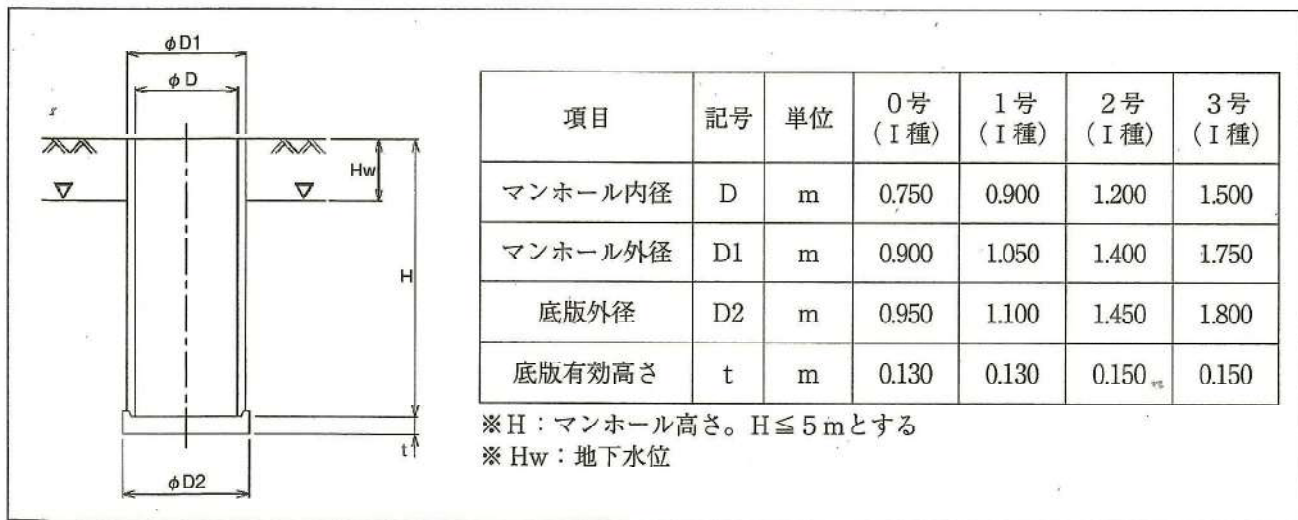 φD1
φD
Hw
H
t
φD2
項目 記号 単位 0号（Ⅰ種） 1号（Ⅰ種） 2号（Ⅰ種） 3号（Ⅰ種）
マンホール内径 D m 0.750 0.900 1.200 1.500
マンホール外径 D1 m 0.900 1.050 1.400 1.750
底版外径 D2 m 0.950 1.100 1.450 1.800
底版有効高さ t m 0.130 0.130 0.150 0.150
※H：マンホール高さ。H≦5mとする
※Hw：地下水位